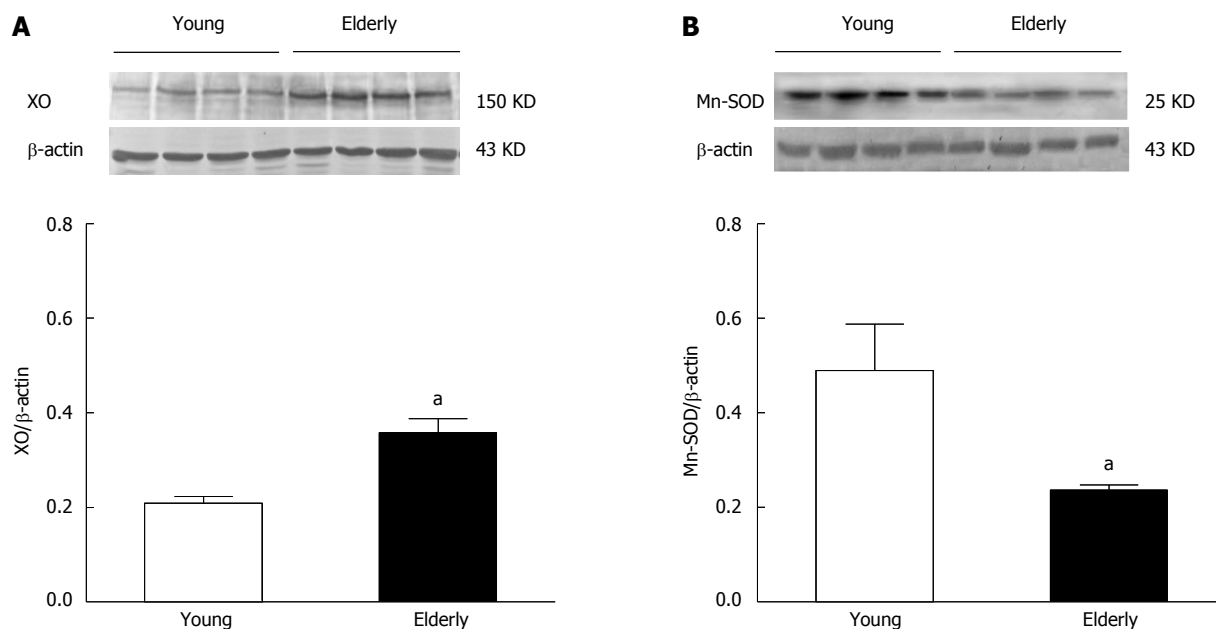 A
Young Elderly
XO 150 KD
β-actin 43 KD
0.8
0.6
0.4
0.2
0.0
XO/β-actin
a
Young Elderly
B
Young Elderly
Mn-SOD 25 KD
β-actin 43 KD
0.8
0.6
0.4
0.2
0.0
Mn-SOD/β-actin
a
Young Elderly